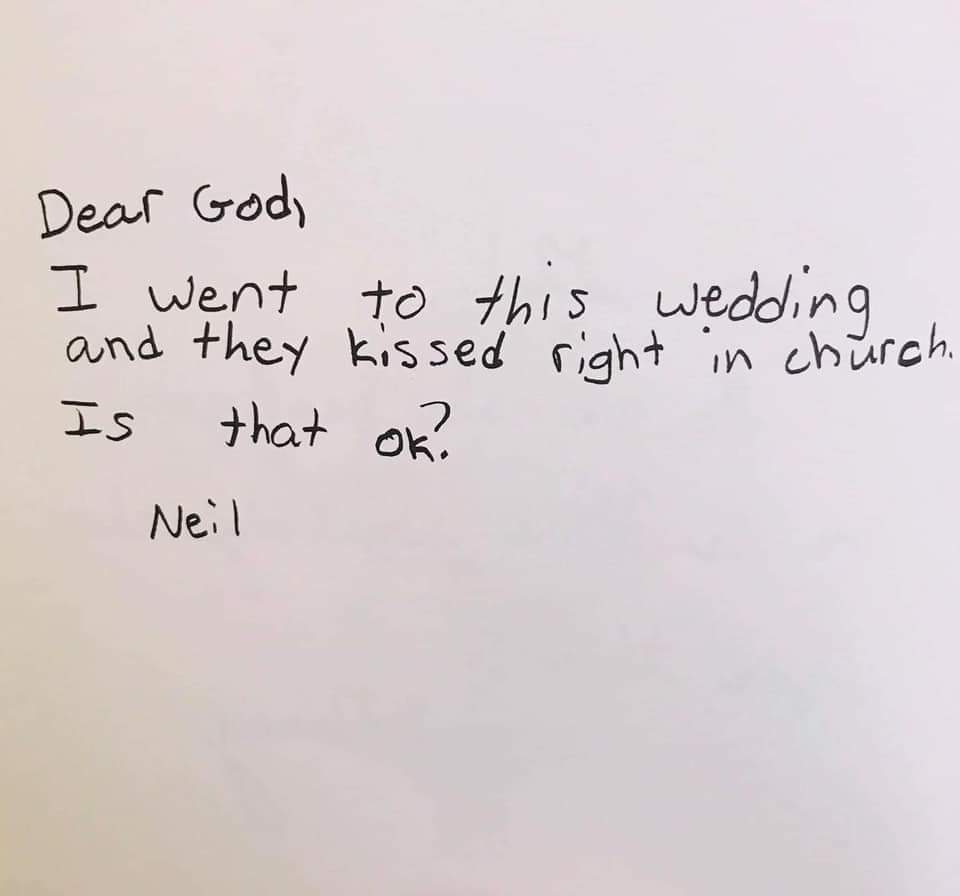 Dear God,
I went to this wedding
and they kissed right in church.
Is that ok?
Neil